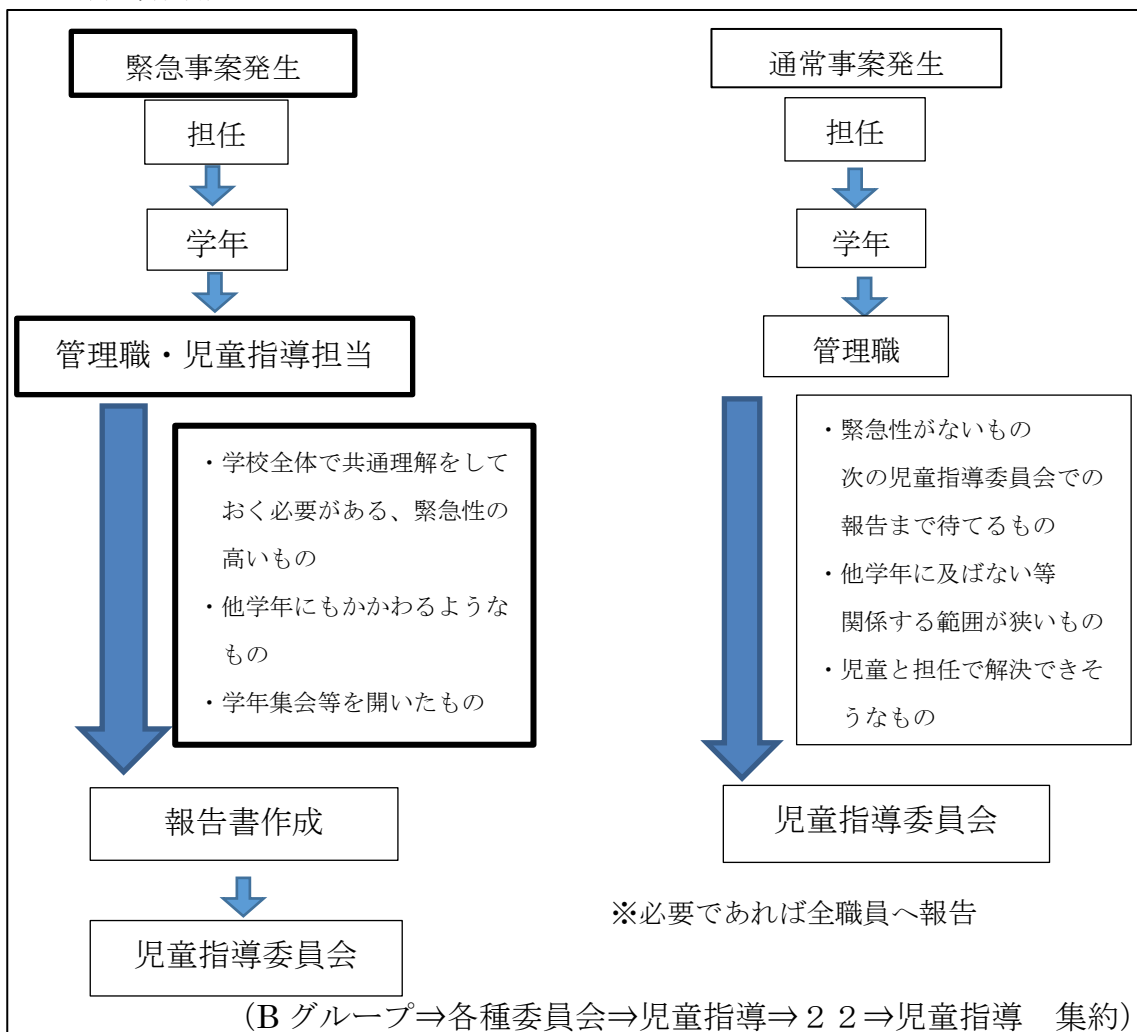 緊急事案発生
担任
学年
管理職・児童指導担当
・学校全体で共通理解をして
おく必要がある、緊急性の
高いもの
・他学年にもかかわるような
もの
・学年集会等を開いたもの
報告書作成
児童指導委員会
通常事案発生
担任
学年
管理職
・緊急性がないもの
次の児童指導委員会での
報告まで待てるもの
・他学年に及ばない等
関係する範囲が狭いもの
・児童と担任で解決できそ
うなもの
児童指導委員会
※必要であれば全職員へ報告
（B グループ⇒各種委員会⇒児童指導⇒２２⇒児童指導　集約）